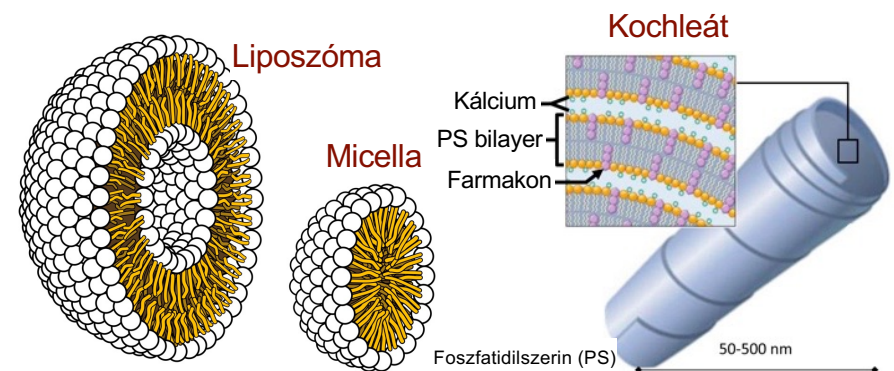 Liposzóma
Micella
Kochleát
Kálcium
PS bilayer
Farmakon
Foszfatidilszerin (PS)
50-500 nm